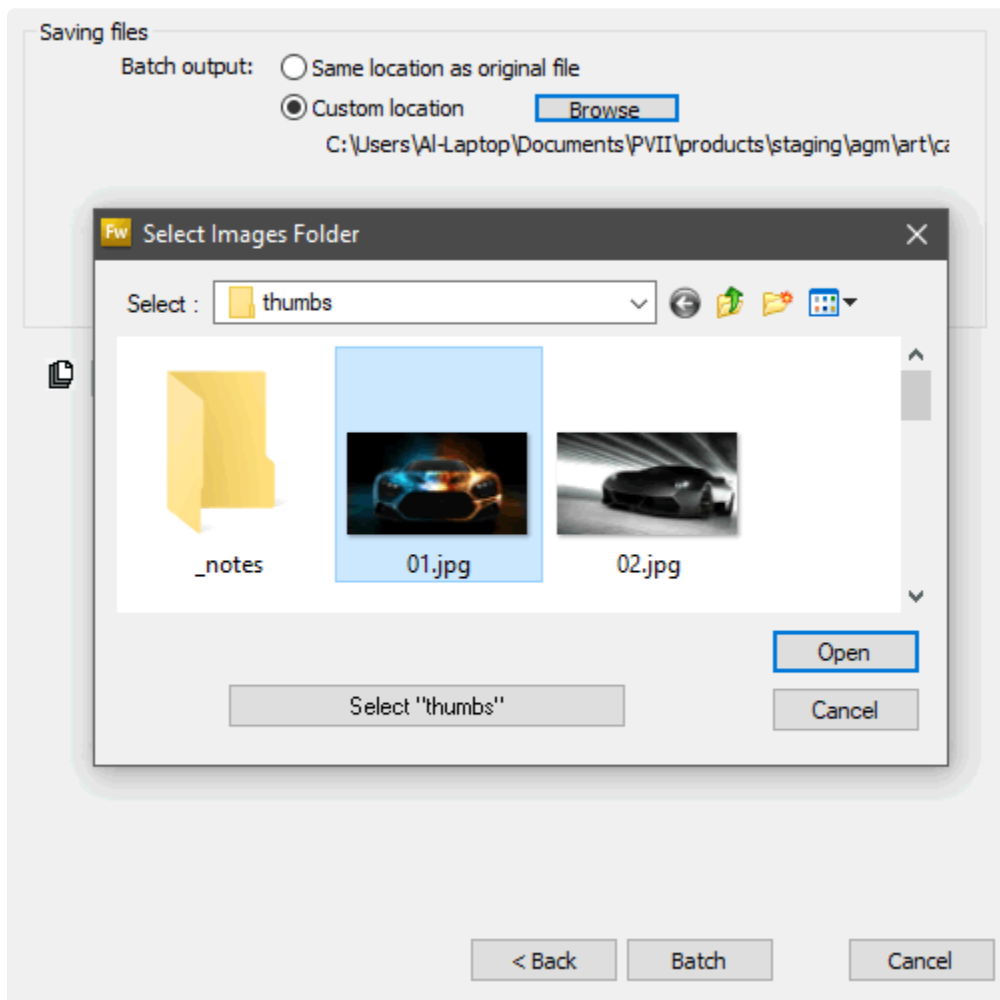 Saving files
Batch output: Same location as original file
Custom location Browse
C:\Users\Al-Laptop\Documents\PVII\products\staging\agm\art\ca
Fw Select Images Folder
Select : thumbs
_notes 01.jpg 02.jpg
Open
Select "thumbs"
Cancel
< Back Batch Cancel